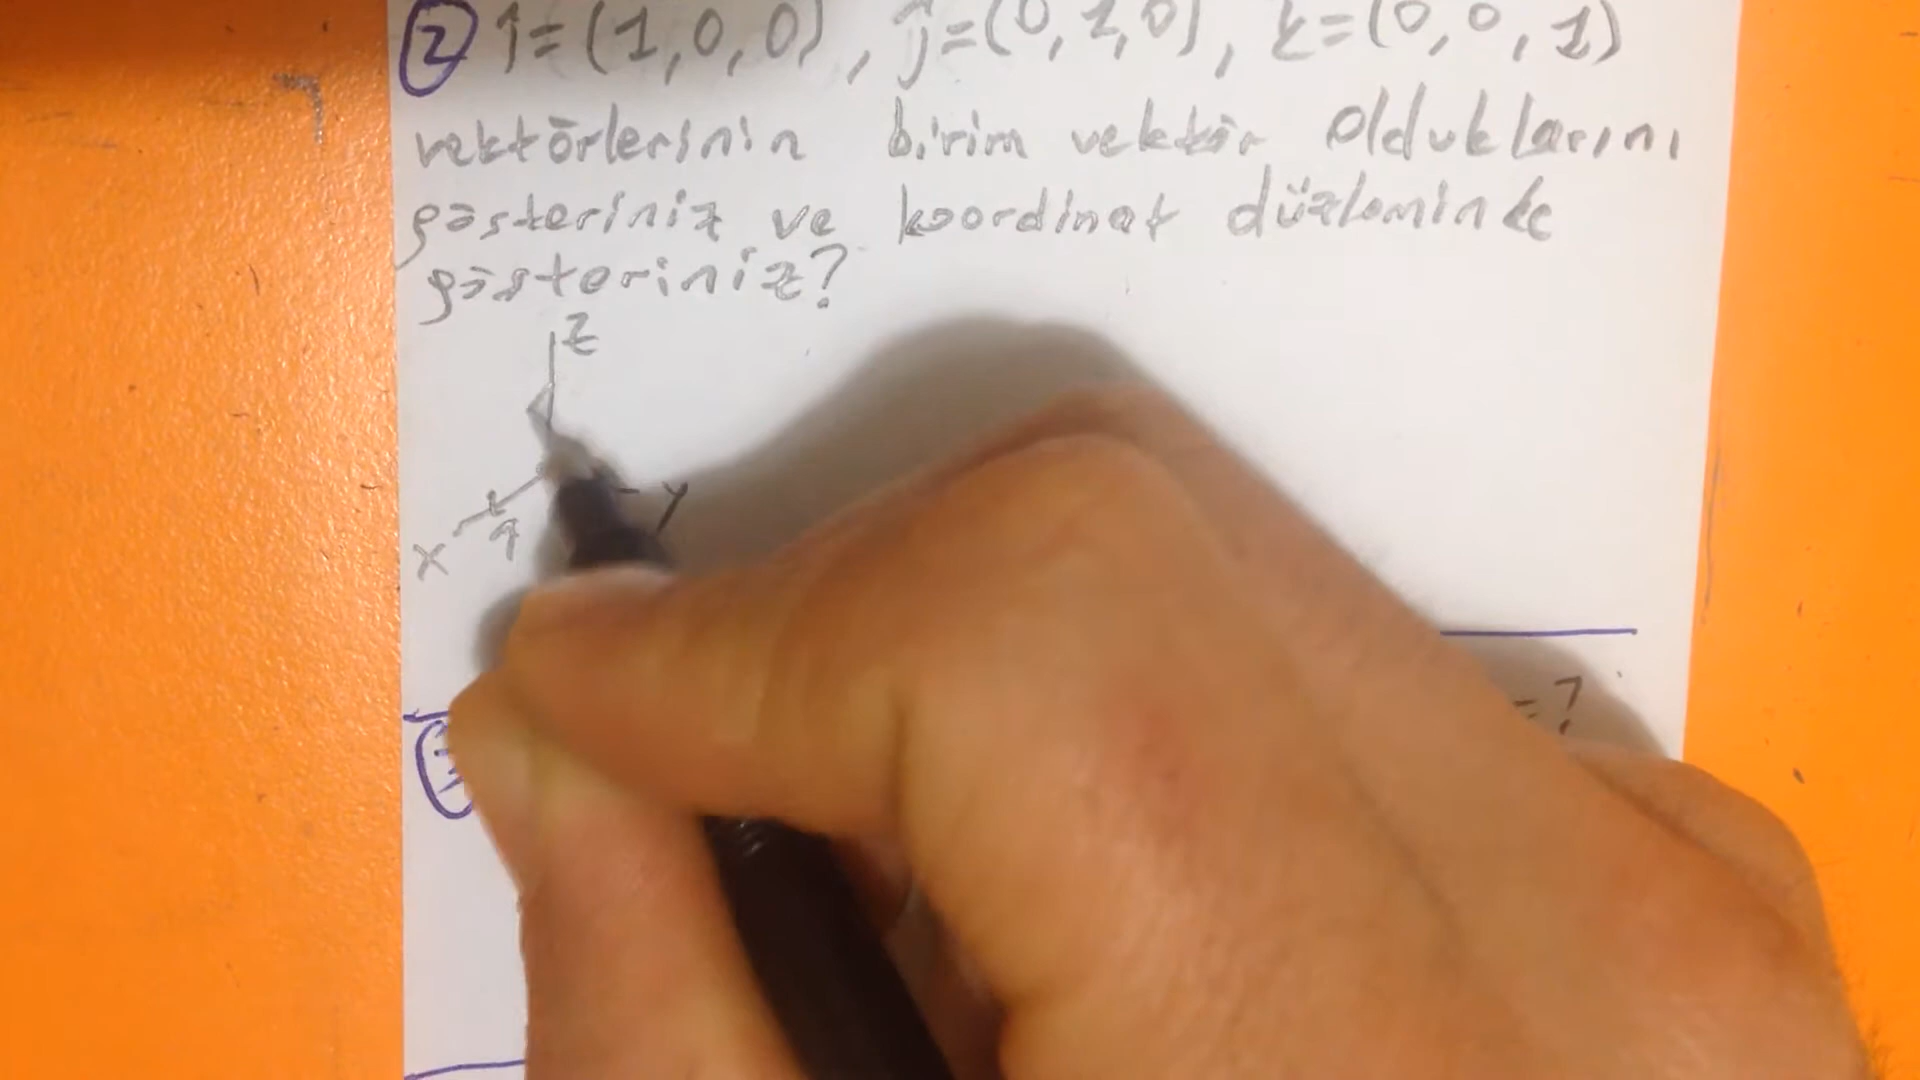 2 î=(1,0,0), ĵ=(0,1,0), k=(0,0,1)
vektörlerinin birim vektör olduklarını
gösteriniz ve koordinat düzleminde
gösteriniz?
z
y
x
=?